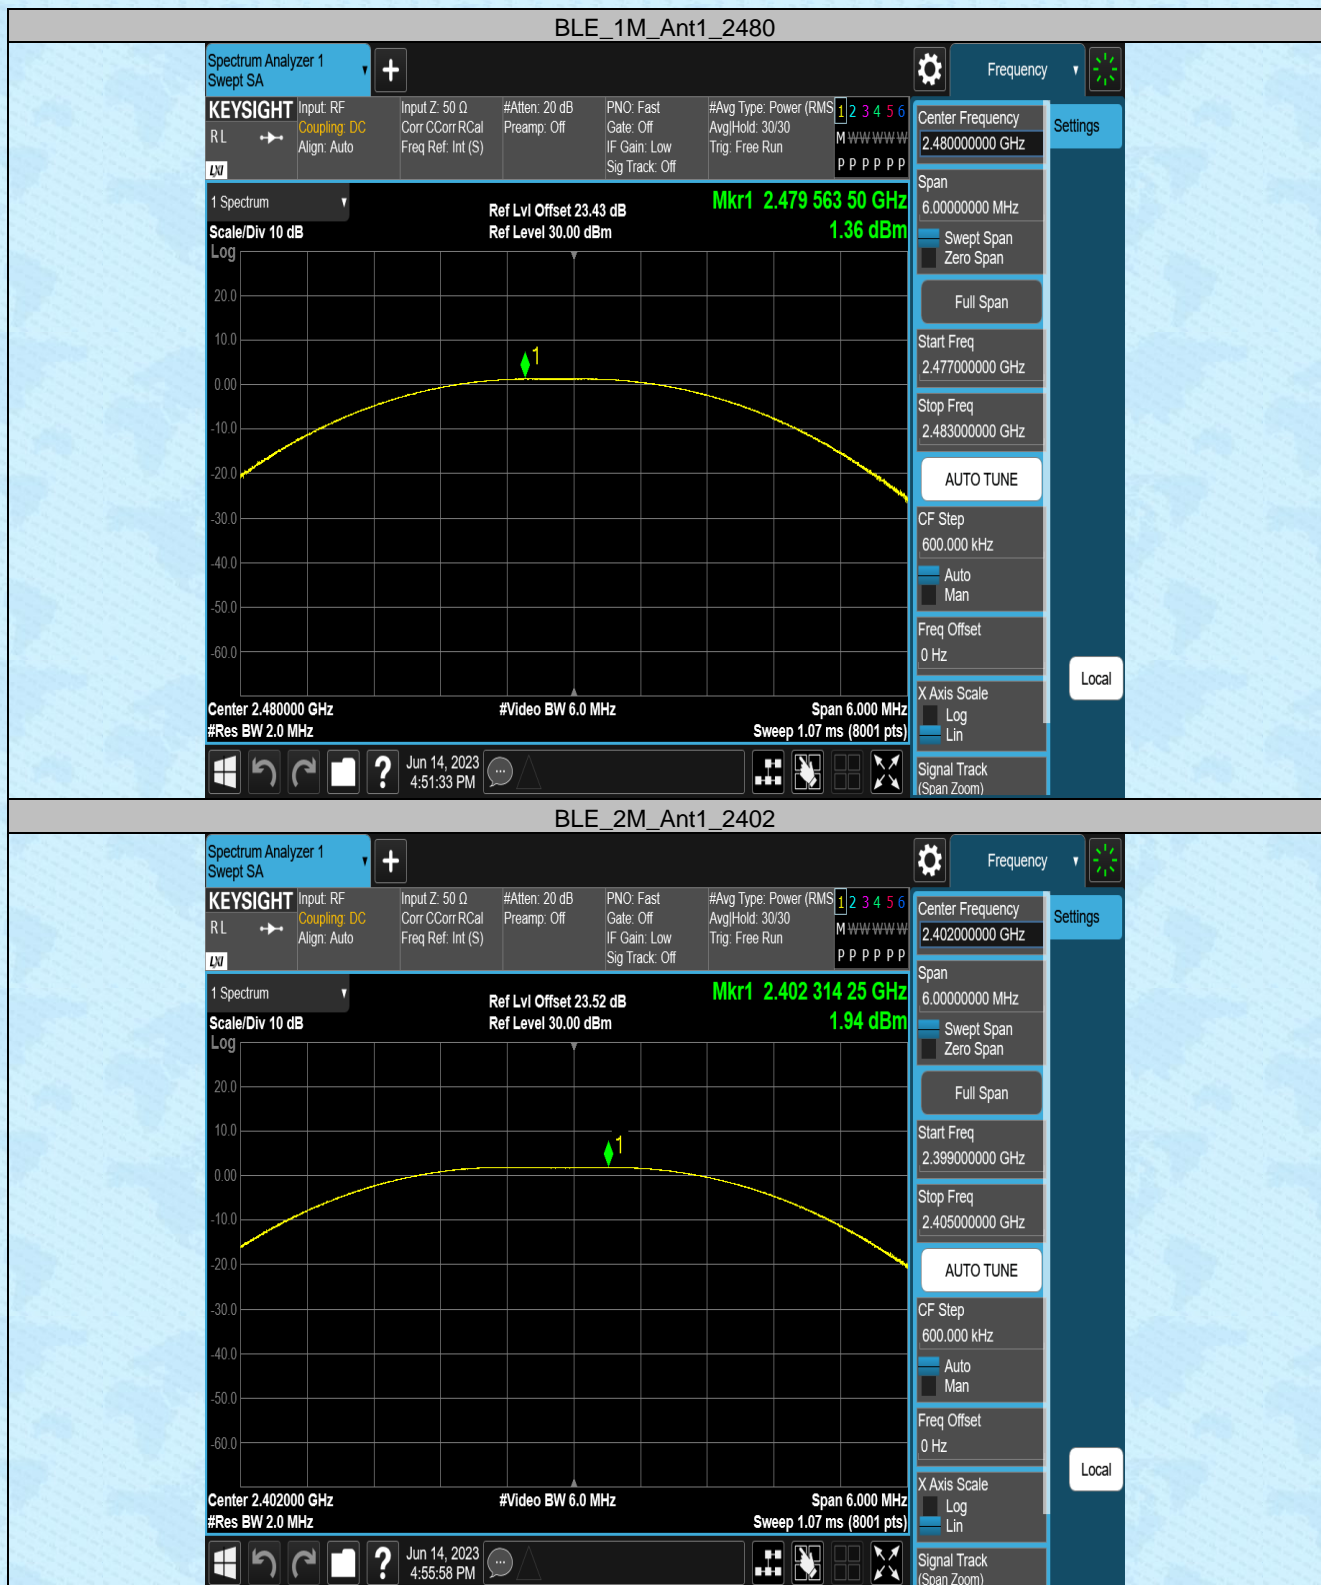 BLE_1M_Ant1_2480
Spectrum Analyzer 1
Swept SA
Frequency
KEYSIGHT
RL
LXI
Input: RF
Coupling: DC
Align: Auto
Input Z: 50 Ω
Corr CCorr RCal
Freq Ref: Int (S)
#Atten: 20 dB
Preamp: Off
PNO: Fast
Gate: Off
IF Gain: Low
Sig Track: Off
#Avg Type: Power (RMS
Avg|Hold: 30/30
Trig: Free Run
1 2 3 4 5 6
M W W W W W
P P P P P P
Center Frequency
2.480000000 GHz
Settings
1 Spectrum
Scale/Div 10 dB
Ref Lvl Offset 23.43 dB
Ref Level 30.00 dBm
Mkr1 2.479 563 50 GHz
1.36 dBm
Log
20.0
10.0
0.00
-10.0
-20.0
-30.0
-40.0
-50.0
-60.0
1
Center 2.480000 GHz
#Video BW 6.0 MHz
Span 6.000 MHz
#Res BW 2.0 MHz
Sweep 1.07 ms (8001 pts)
Span
6.00000000 MHz
Swept Span
Zero Span
Full Span
Start Freq
2.477000000 GHz
Stop Freq
2.483000000 GHz
AUTO TUNE
CF Step
600.000 kHz
Auto
Man
Freq Offset
0 Hz
X Axis Scale
Log
Lin
Signal Track
(Span Zoom)
Local
?
Jun 14, 2023
4:51:33 PM
BLE_2M_Ant1_2402
Spectrum Analyzer 1
Swept SA
Frequency
KEYSIGHT
RL
LXI
Input: RF
Coupling: DC
Align: Auto
Input Z: 50 Ω
Corr CCorr RCal
Freq Ref: Int (S)
#Atten: 20 dB
Preamp: Off
PNO: Fast
Gate: Off
IF Gain: Low
Sig Track: Off
#Avg Type: Power (RMS
Avg|Hold: 30/30
Trig: Free Run
1 2 3 4 5 6
M W W W W W
P P P P P P
Center Frequency
2.402000000 GHz
Settings
1 Spectrum
Scale/Div 10 dB
Ref Lvl Offset 23.52 dB
Ref Level 30.00 dBm
Mkr1 2.402 314 25 GHz
1.94 dBm
Log
20.0
10.0
0.00
-10.0
-20.0
-30.0
-40.0
-50.0
-60.0
1
Center 2.402000 GHz
#Video BW 6.0 MHz
Span 6.000 MHz
#Res BW 2.0 MHz
Sweep 1.07 ms (8001 pts)
Span
6.00000000 MHz
Swept Span
Zero Span
Full Span
Start Freq
2.399000000 GHz
Stop Freq
2.405000000 GHz
AUTO TUNE
CF Step
600.000 kHz
Auto
Man
Freq Offset
0 Hz
X Axis Scale
Log
Lin
Signal Track
(Span Zoom)
Local
?
Jun 14, 2023
4:55:58 PM